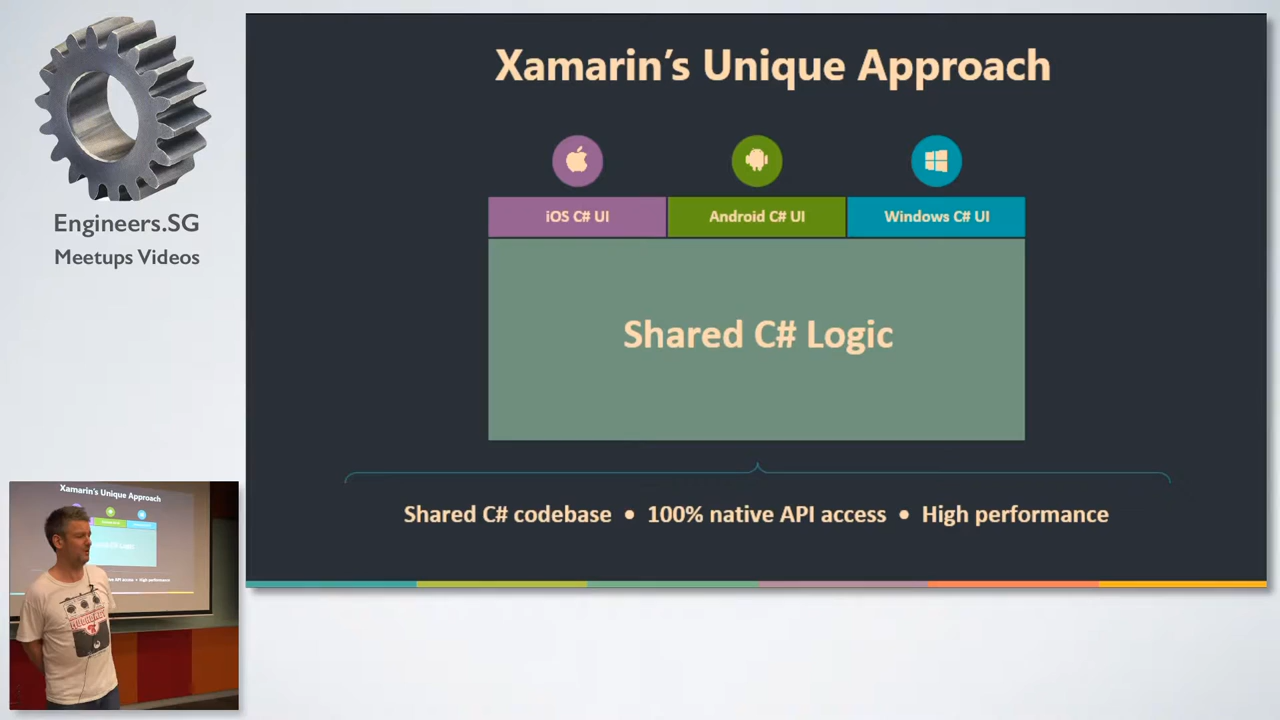 Xamarin's Unique Approach
iOS C# UI
Android C# UI
Windows C# UI
Shared C# Logic
Shared C# codebase • 100% native API access • High performance
Engineers.SG
Meetups Videos
Xamarin's Unique Approach